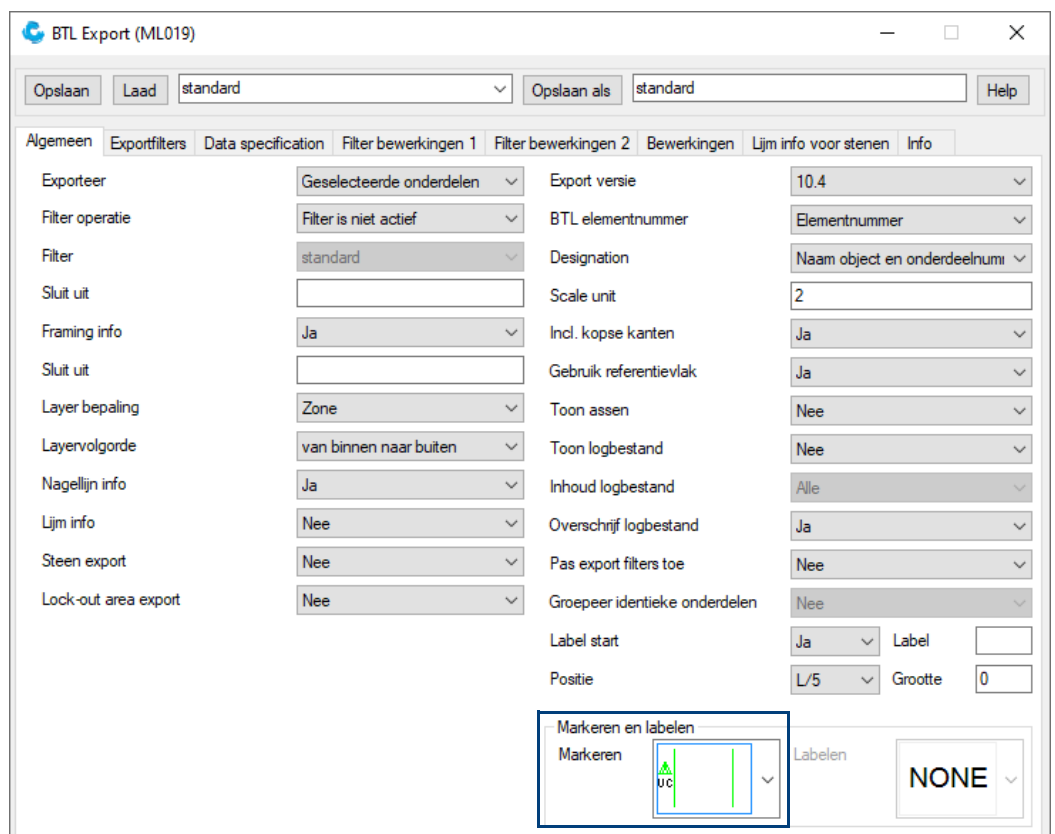 BTL Export (ML019)
Opslaan Laad standard Opslaan als standard Help
Algemeen Exportfilters Data specification Filter bewerkingen 1 Filter bewerkingen 2 Bewerkingen Lijm info voor stenen Info
Exporteer Geselecteerde onderdelen Export versie 10.4
Filter operatie Filter is niet actief BTL elementnummer Elementnummer
Filter standard Designation Naam object en onderdeelnumi
Sluit uit Scale unit 2
Framing info Ja Incl. kopse kanten Ja
Sluit uit Gebruik referentievlak Ja
Layer bepaling Zone Toon assen Nee
Layervolgorde van binnen naar buiten Toon logbestand Nee
Nagellijn info Ja Inhoud logbestand Alle
Lijm info Nee Overschrijf logbestand Ja
Steen export Nee Pas export filters toe Nee
Lock-out area export Nee Groepeer identieke onderdelen Nee
Label start Ja Label
Positie L/5 Grootte 0
Markeren en labelen
Markeren UC Labelen NONE